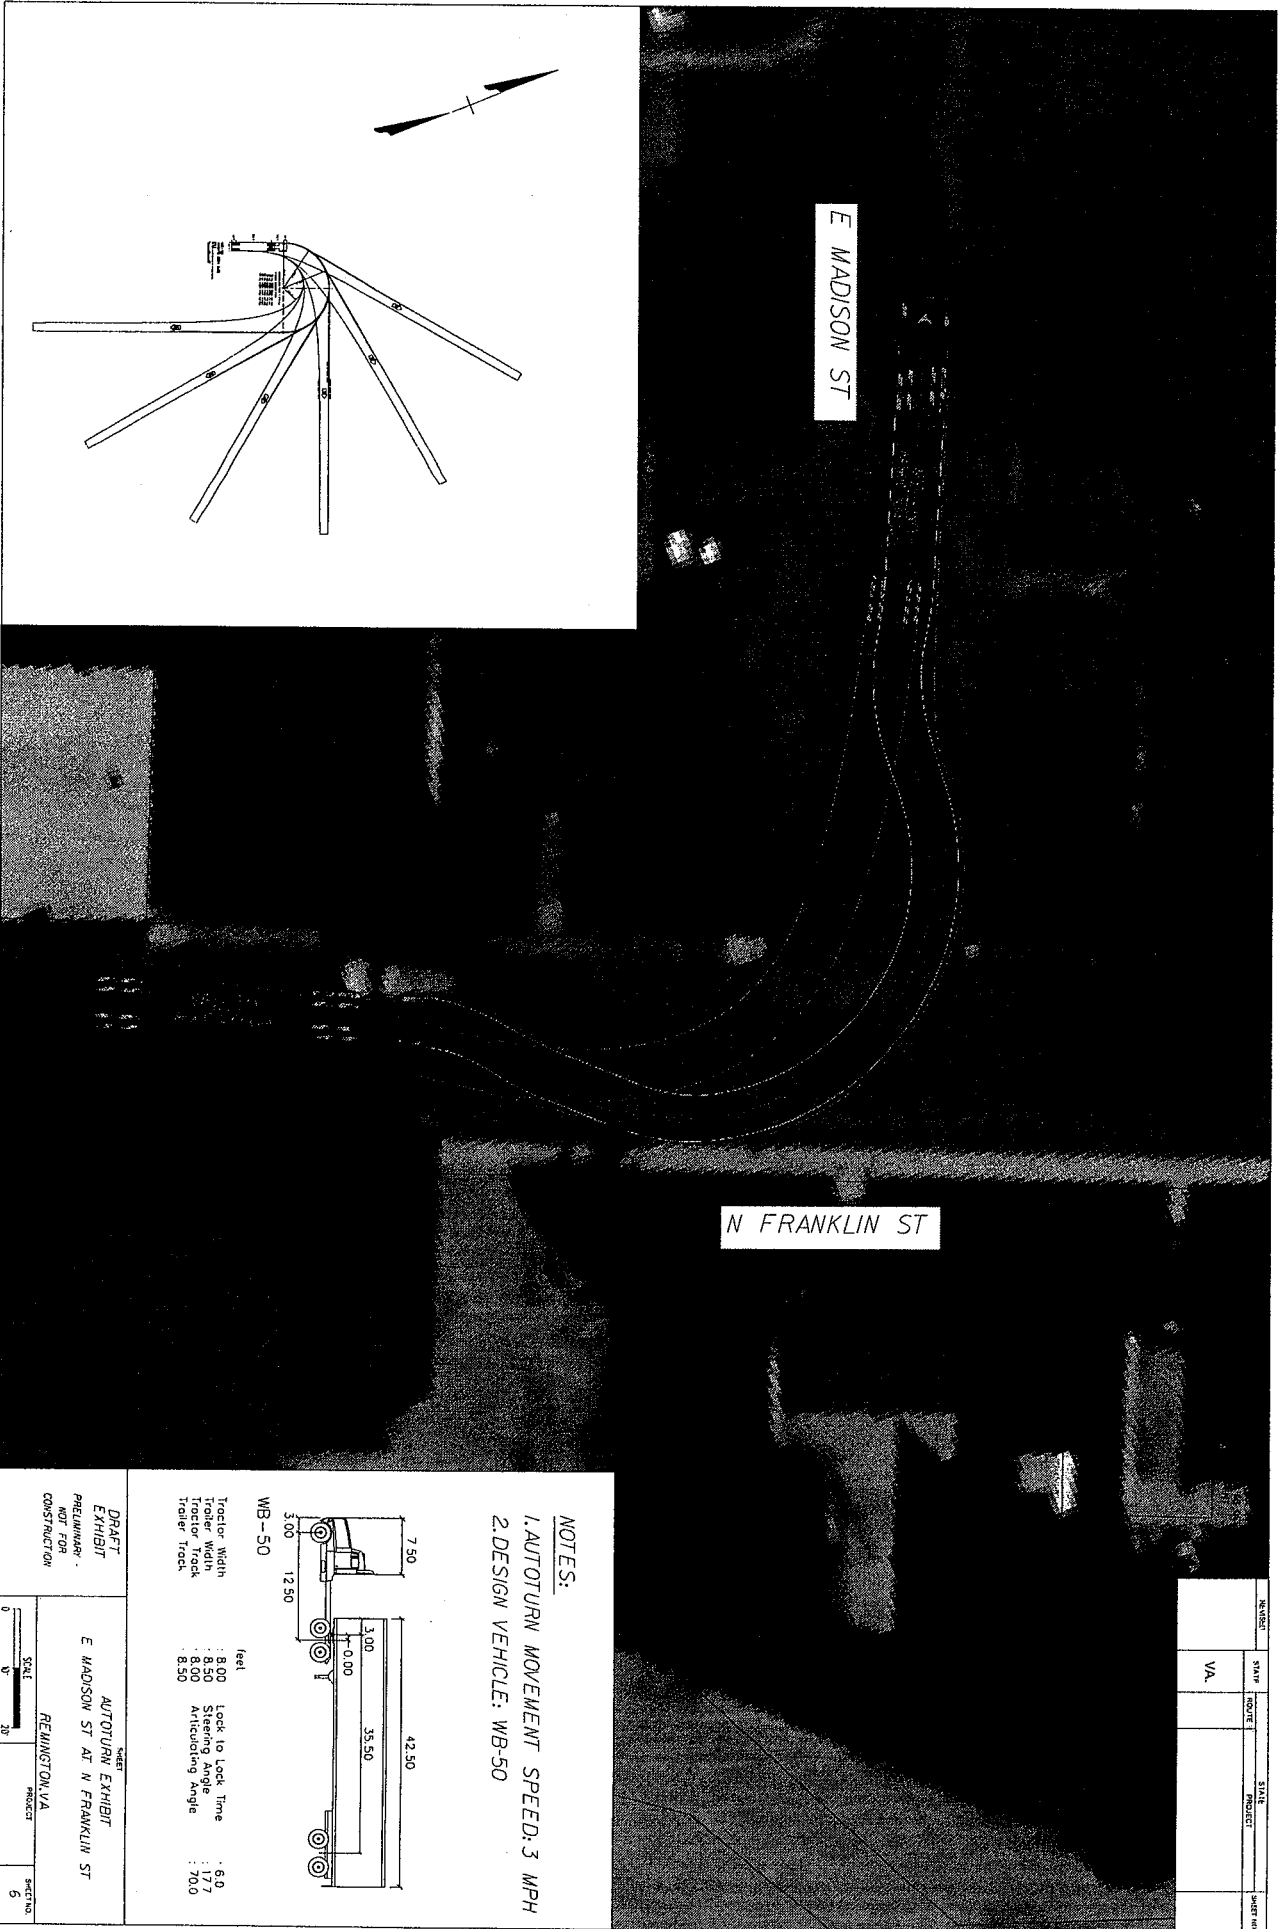 E MADISON ST
N FRANKLIN ST
REVISED
STATE
ROUTE
STATE
PROJECT
VA.
NOTES:
1. AUTOTURN MOVEMENT SPEED: 3 MPH
2. DESIGN VEHICLE: WB-50
7.50
42.50
3.00
0.00
35.50
3.00
12.50
WB-50
feet
Tractor Width : 8.00
Trailer Width : 8.50
Tractor Track : 8.00
Trailer Track : 8.50
Lock to Lock Time : 6.0
Steering Angle : 17.7
Articulating Angle : 70.0
DRAFT
EXHIBIT
PRELIMINARY -
NOT FOR
CONSTRUCTION
SHEET
AUTOTURN EXHIBIT
E MADISON ST AT N FRANKLIN ST
REMINGTON, VA
SCALE
0 10' 20'
PROJECT
SHEET NO.
6